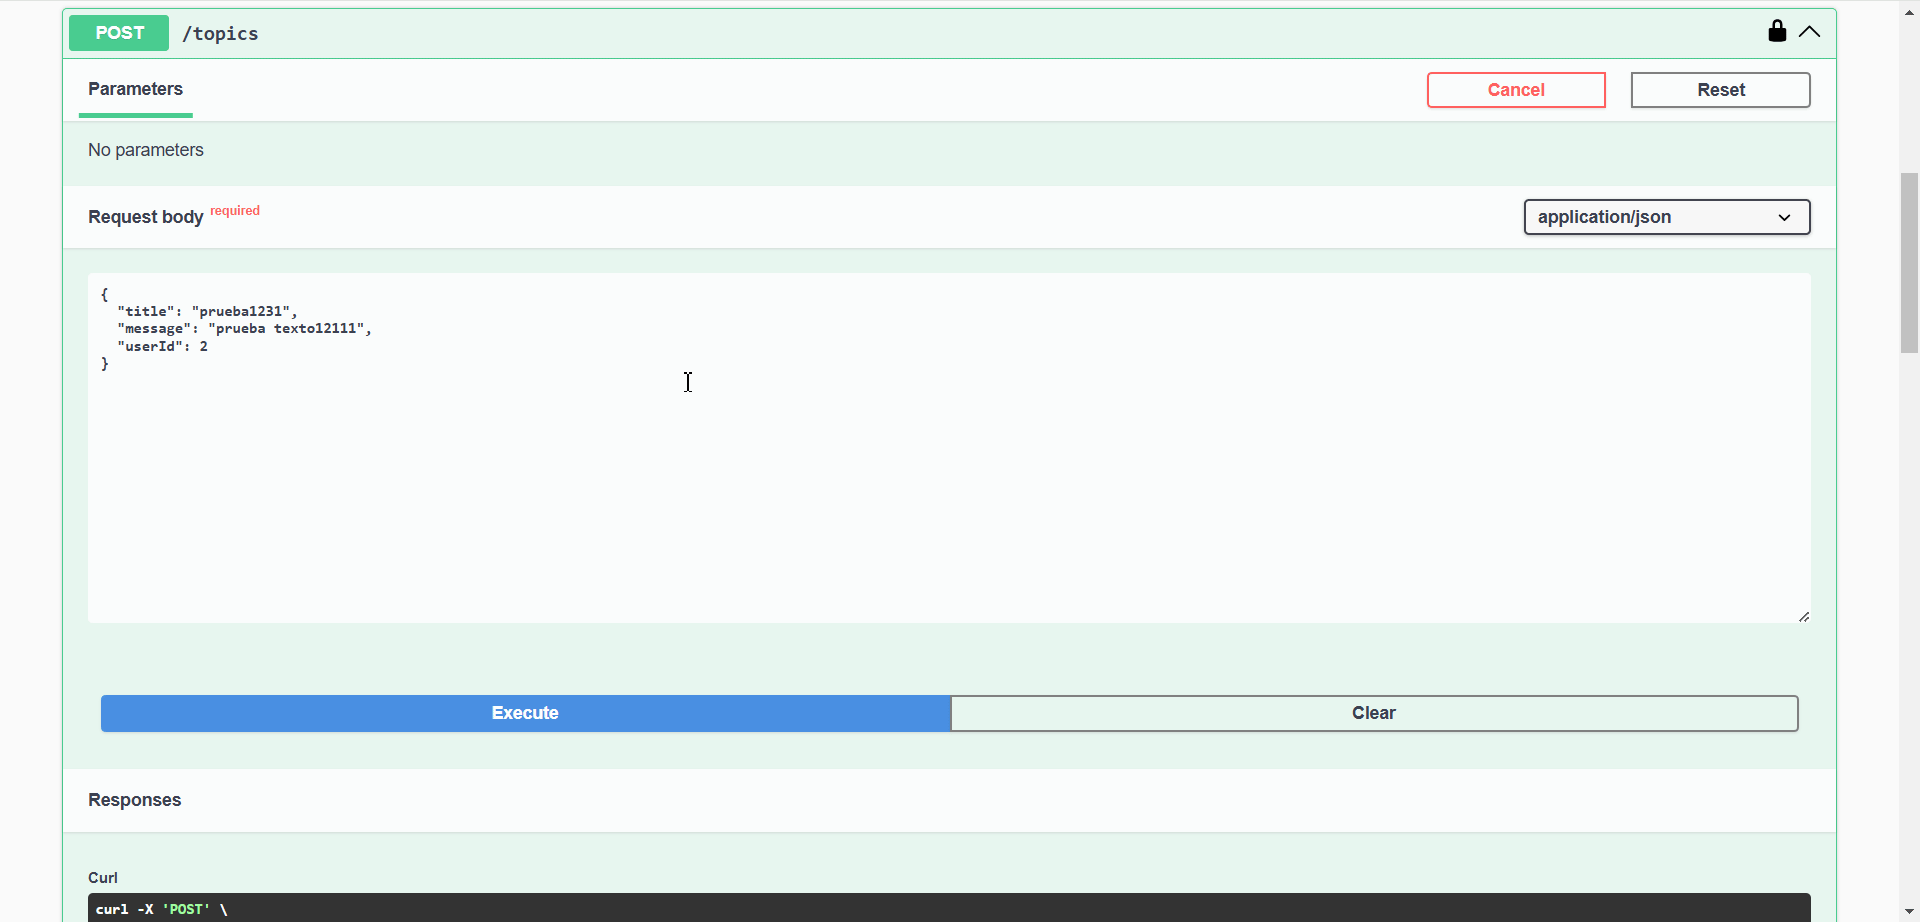 POST /topics
Parameters
Cancel
Reset
No parameters
Request body required
application/json
{
  "title": "prueba1231",
  "message": "prueba texto12111",
  "userId": 2
}
Execute
Clear
Responses
Curl
curl -X 'POST' \